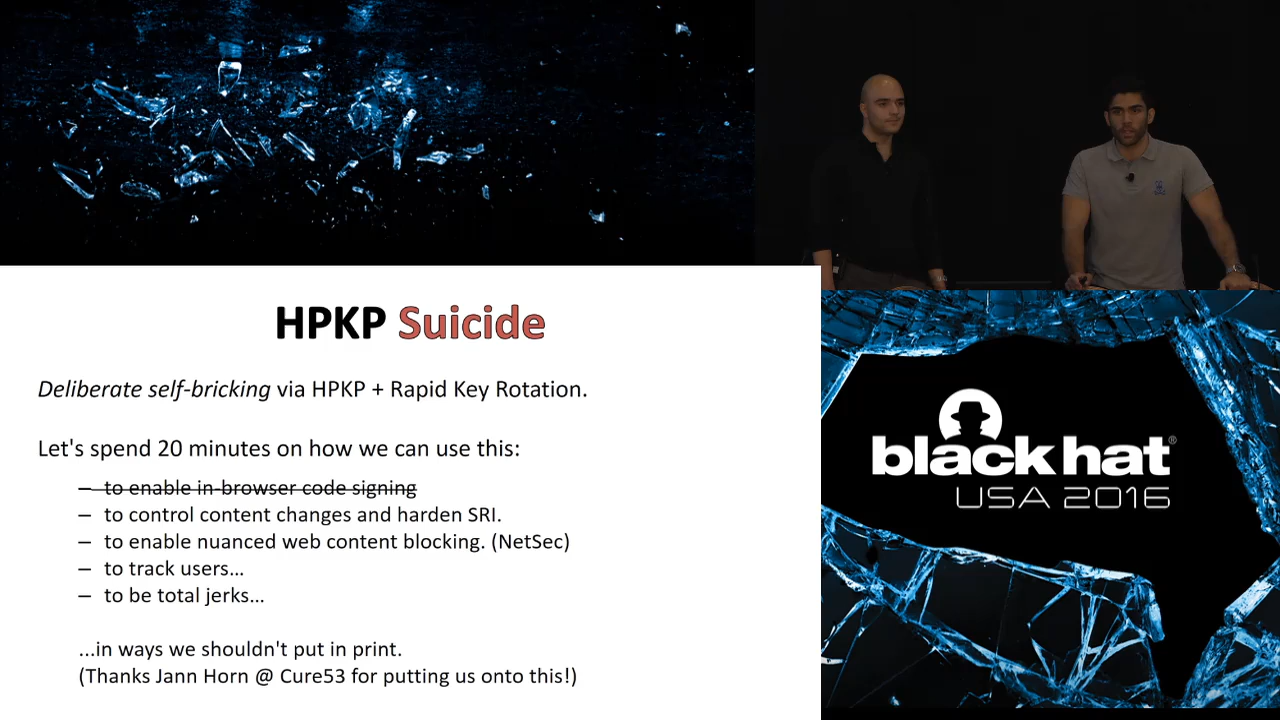 HPKP Suicide
Deliberate self-bricking via HPKP + Rapid Key Rotation.
Let's spend 20 minutes on how we can use this:
– to enable in-browser code signing
– to control content changes and harden SRI.
– to enable nuanced web content blocking. (NetSec)
– to track users...
– to be total jerks...
...in ways we shouldn't put in print.
(Thanks Jann Horn @ Cure53 for putting us onto this!)
black hat®
USA 2016